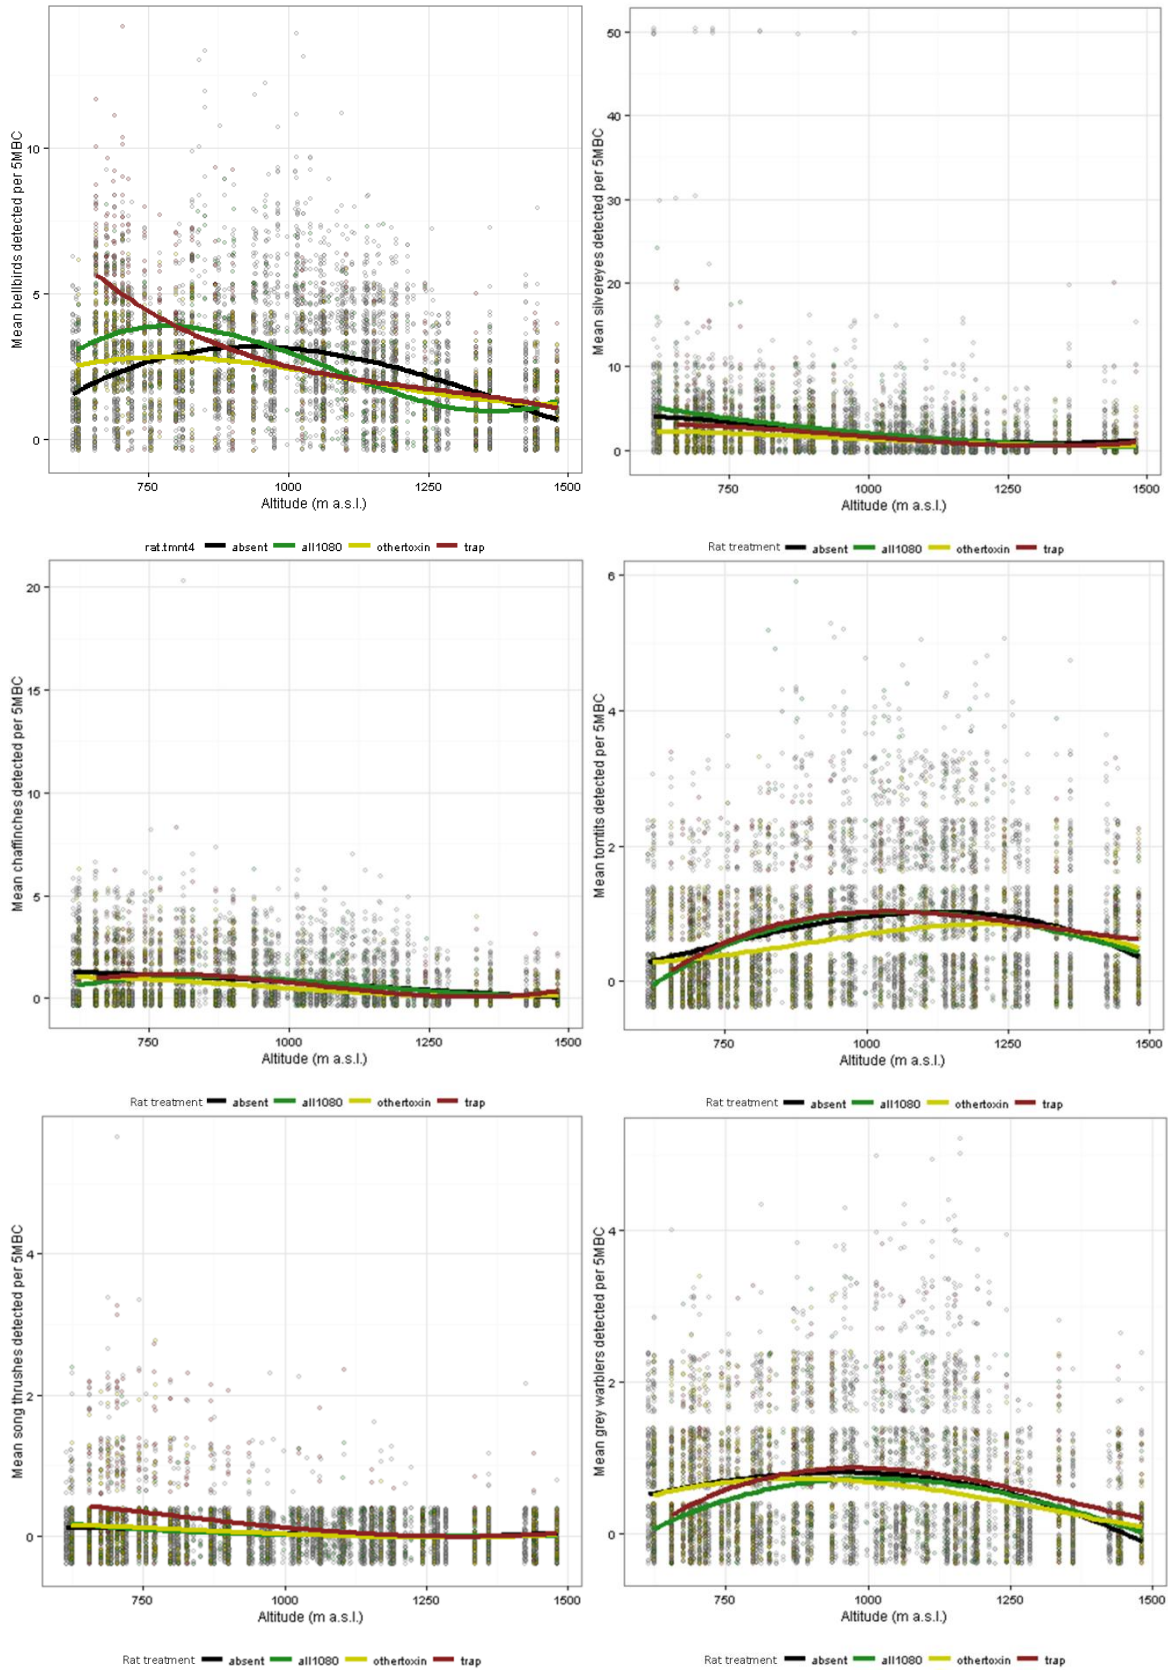 Mean bellbirds detected per 5MBC
10
5
0
750 1000 1250 1500
Altitude (m a.s.l.)
rat.tmnt4 absent all1080 othertoxin trap
Mean silvereyes detected per 5MBC
50
40
30
20
10
0
750 1000 1250 1500
Altitude (m a.s.l.)
Rat treatment absent all1080 othertoxin trap
Mean chaffinches detected per 5MBC
20
15
10
5
0
750 1000 1250 1500
Altitude (m a.s.l.)
Rat treatment absent all1080 othertoxin trap
Mean tomtits detected per 5MBC
6
4
2
0
750 1000 1250 1500
Altitude (m a.s.l.)
Rat treatment absent all1080 othertoxin trap
Mean song thrushes detected per 5MBC
4
2
0
750 1000 1250 1500
Altitude (m a.s.l.)
Rat treatment absent all1080 othertoxin trap
Mean grey warblers detected per 5MBC
4
2
0
750 1000 1250 1500
Altitude (m a.s.l.)
Rat treatment absent all1080 othertoxin trap